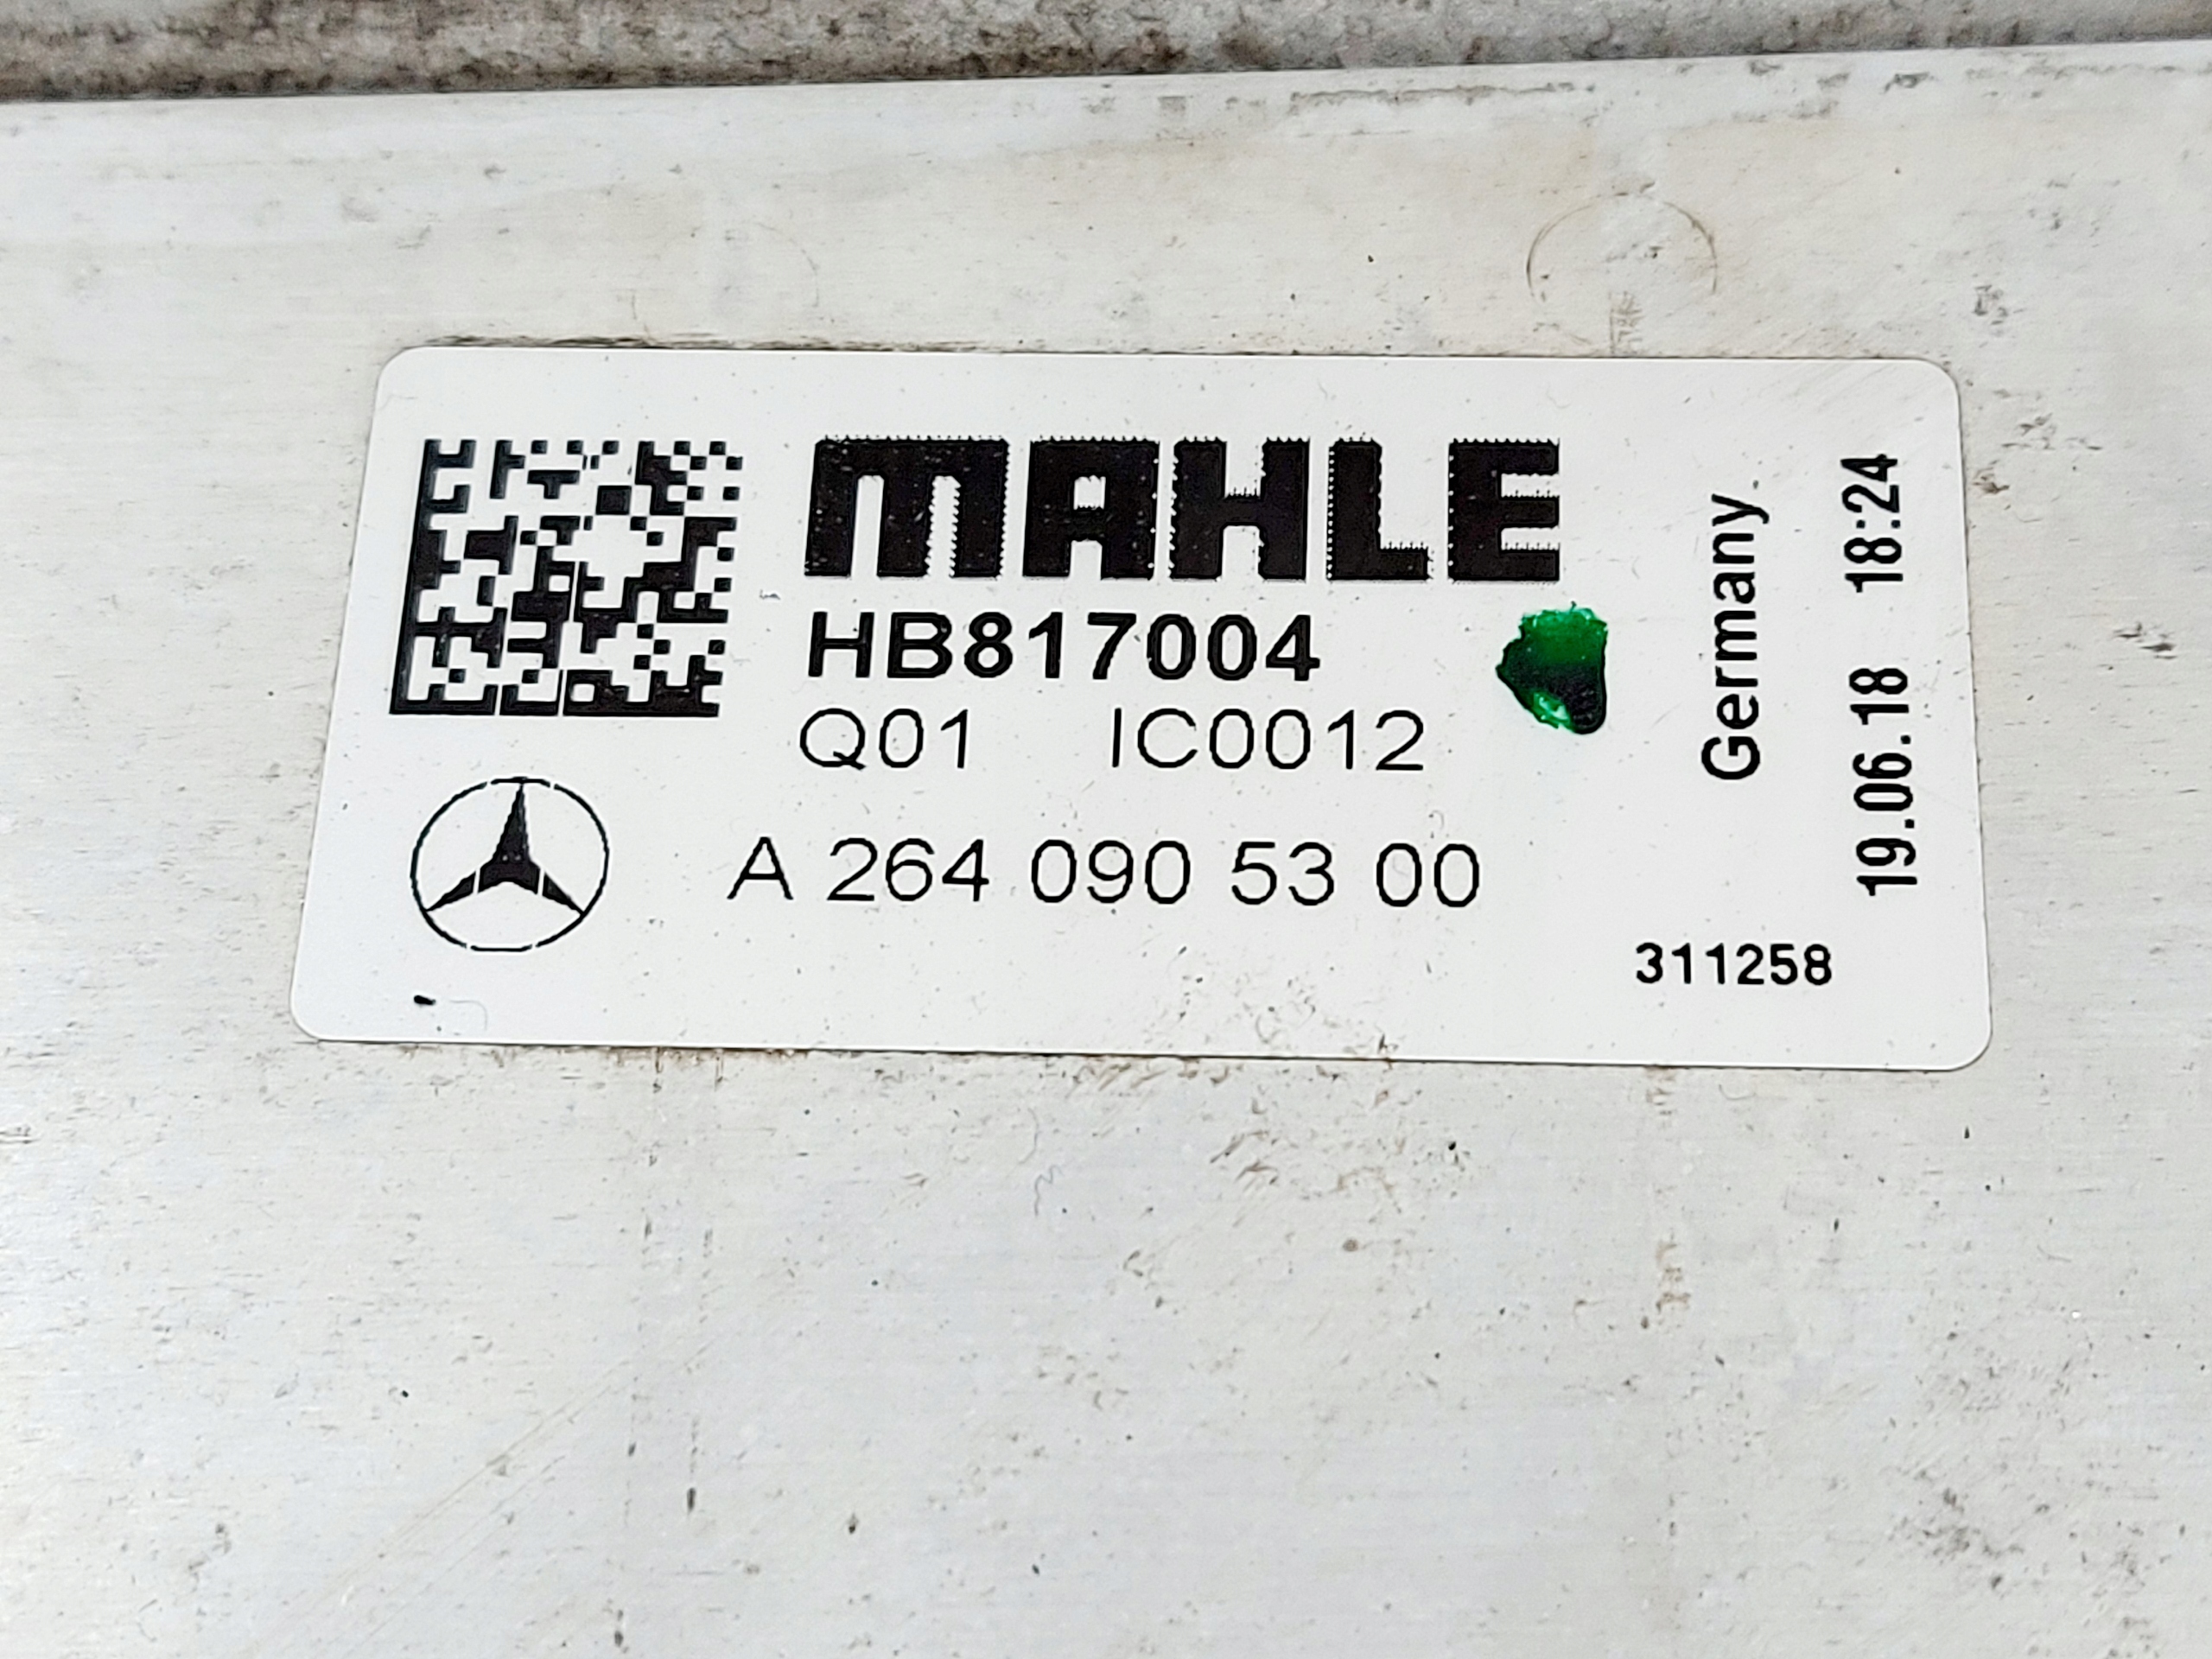 MAHLE
HB817004
Q01 IC0012
A 264 090 53 00
Germany
19.06.18 18:24
311258